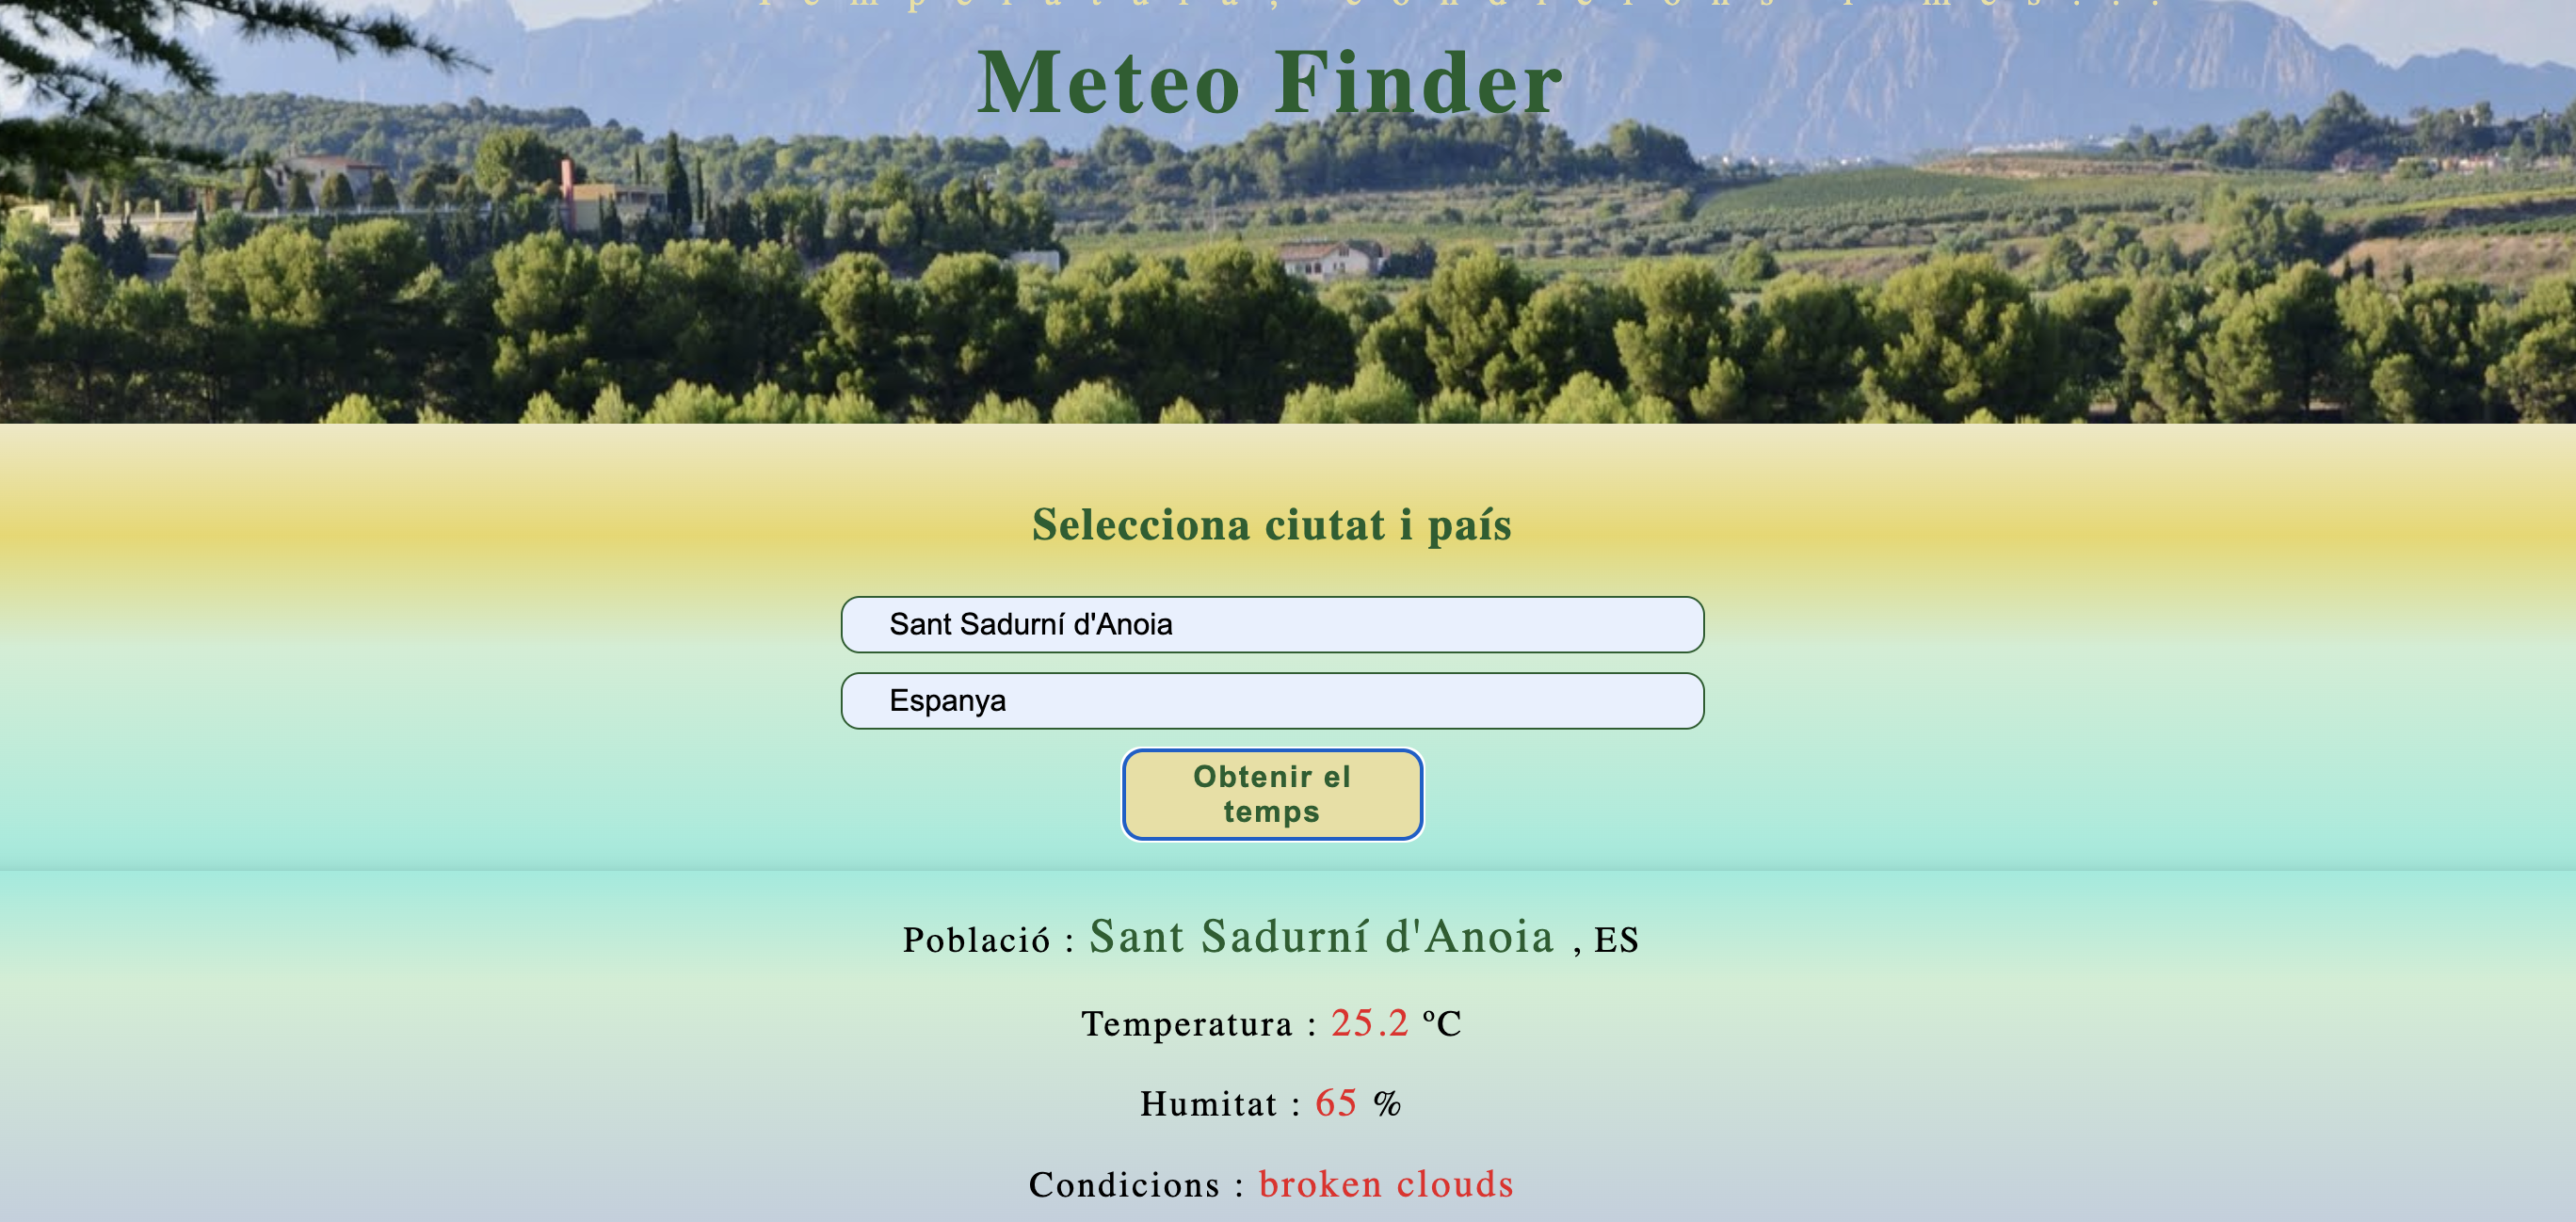 Meteo Finder
Selecciona ciutat i país
Sant Sadurní d'Anoia
Espanya
Obtenir el
temps
Població : Sant Sadurní d'Anoia , ES
Temperatura : 25.2 ºC
Humitat : 65 %
Condicions : broken clouds